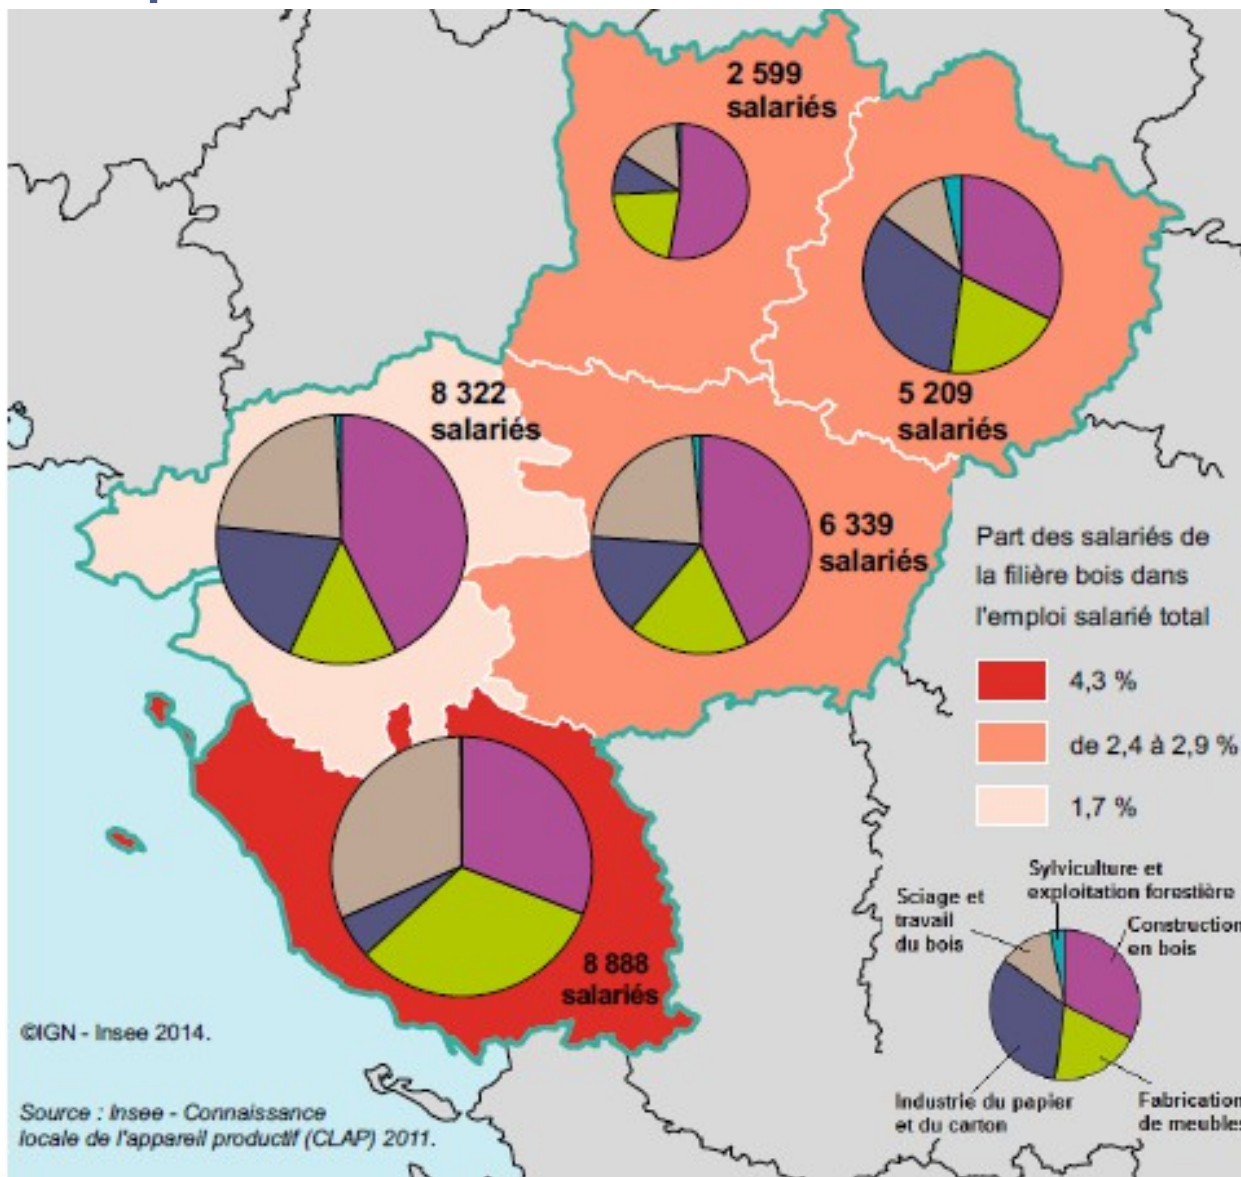 2 599
salariés
8 322
salariés
5 209
salariés
6 339
salariés
8 888
salariés
Part des salariés de
la filière bois dans
l'emploi salarié total
4,3 %
de 2,4 à 2,9 %
1,7 %
Sylviculture et
exploitation forestière
Sciage et
travail
du bois
Construction
en bois
Industrie du papier
et du carton
Fabrication
de meubles
©IGN - Insee 2014.
Source : Insee - Connaissance
locale de l'appareil productif (CLAP) 2011.